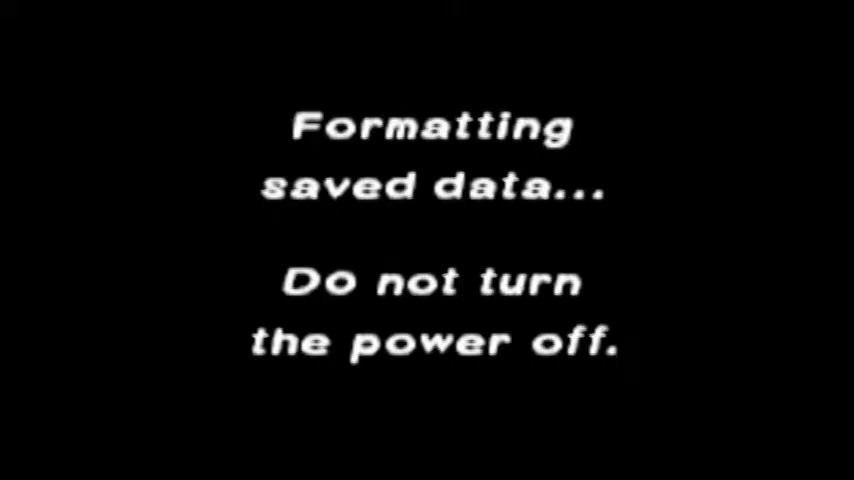 Formatting
saved data...
Do not turn
the power off.